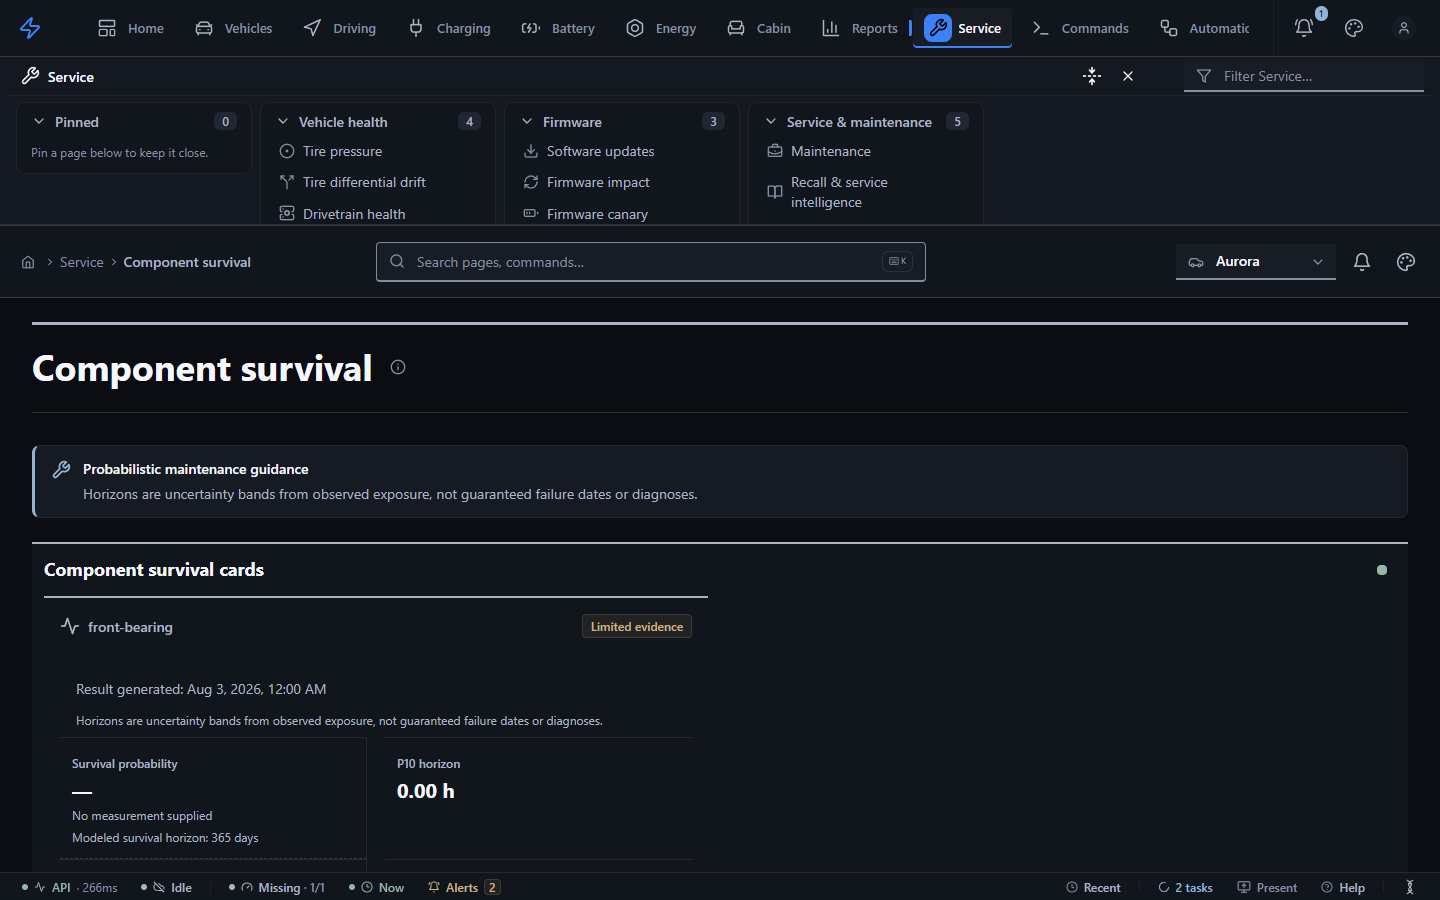 Home Vehicles Driving Charging Battery Energy Cabin Reports Service Commands Automatic 1
Service Filter Service...
Pinned 0
Pin a page below to keep it close.
Vehicle health 4
Tire pressure
Tire differential drift
Drivetrain health
Firmware 3
Software updates
Firmware impact
Firmware canary
Service & maintenance 5
Maintenance
Recall & service
intelligence
Service Component survival Search pages, commands... K Aurora
Component survival
Probabilistic maintenance guidance
Horizons are uncertainty bands from observed exposure, not guaranteed failure dates or diagnoses.
Component survival cards
front-bearing Limited evidence
Result generated: Aug 3, 2026, 12:00 AM
Horizons are uncertainty bands from observed exposure, not guaranteed failure dates or diagnoses.
Survival probability
—
No measurement supplied
Modeled survival horizon: 365 days
P10 horizon
0.00 h
API · 266ms Idle Missing · 1/1 Now Alerts 2 Recent 2 tasks Present Help